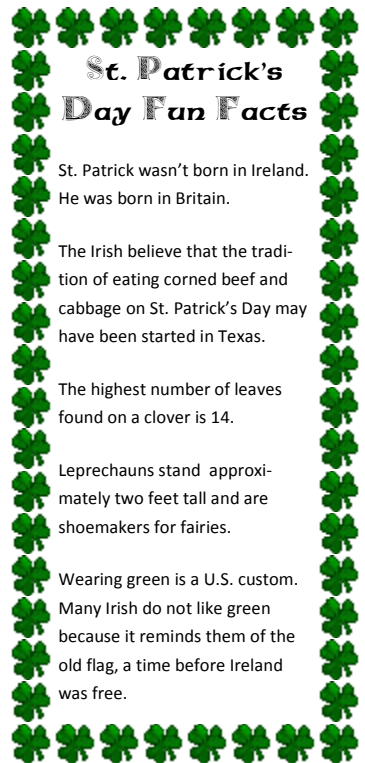 St. Patrick's
Day Fun Facts
St. Patrick wasn’t born in Ireland.
He was born in Britain.
The Irish believe that the tradi-
tion of eating corned beef and
cabbage on St. Patrick’s Day may
have been started in Texas.
The highest number of leaves
found on a clover is 14.
Leprechauns stand  approxi-
mately two feet tall and are
shoemakers for fairies.
Wearing green is a U.S. custom.
Many Irish do not like green
because it reminds them of the
old flag, a time before Ireland
was free.